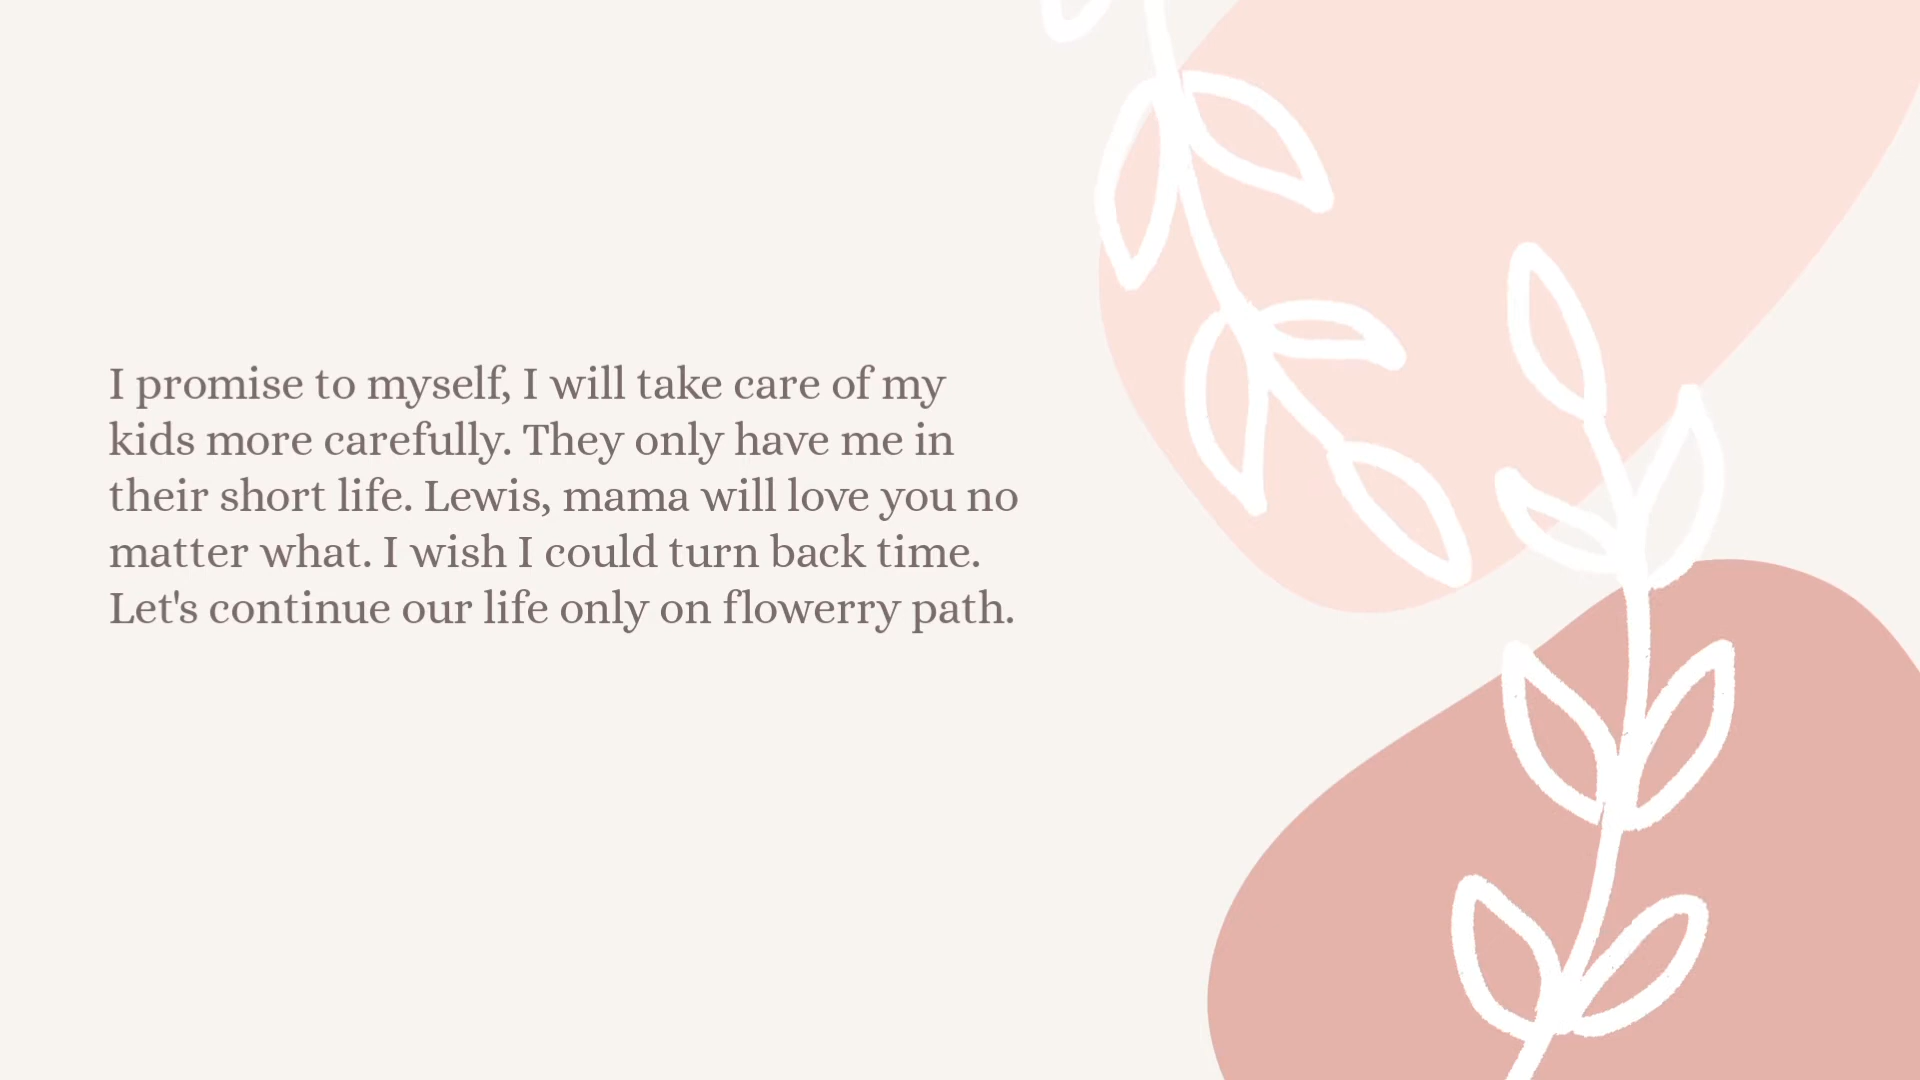 I promise to myself, I will take care of my
kids more carefully. They only have me in
their short life. Lewis, mama will love you no
matter what. I wish I could turn back time.
Let's continue our life only on flowerry path.